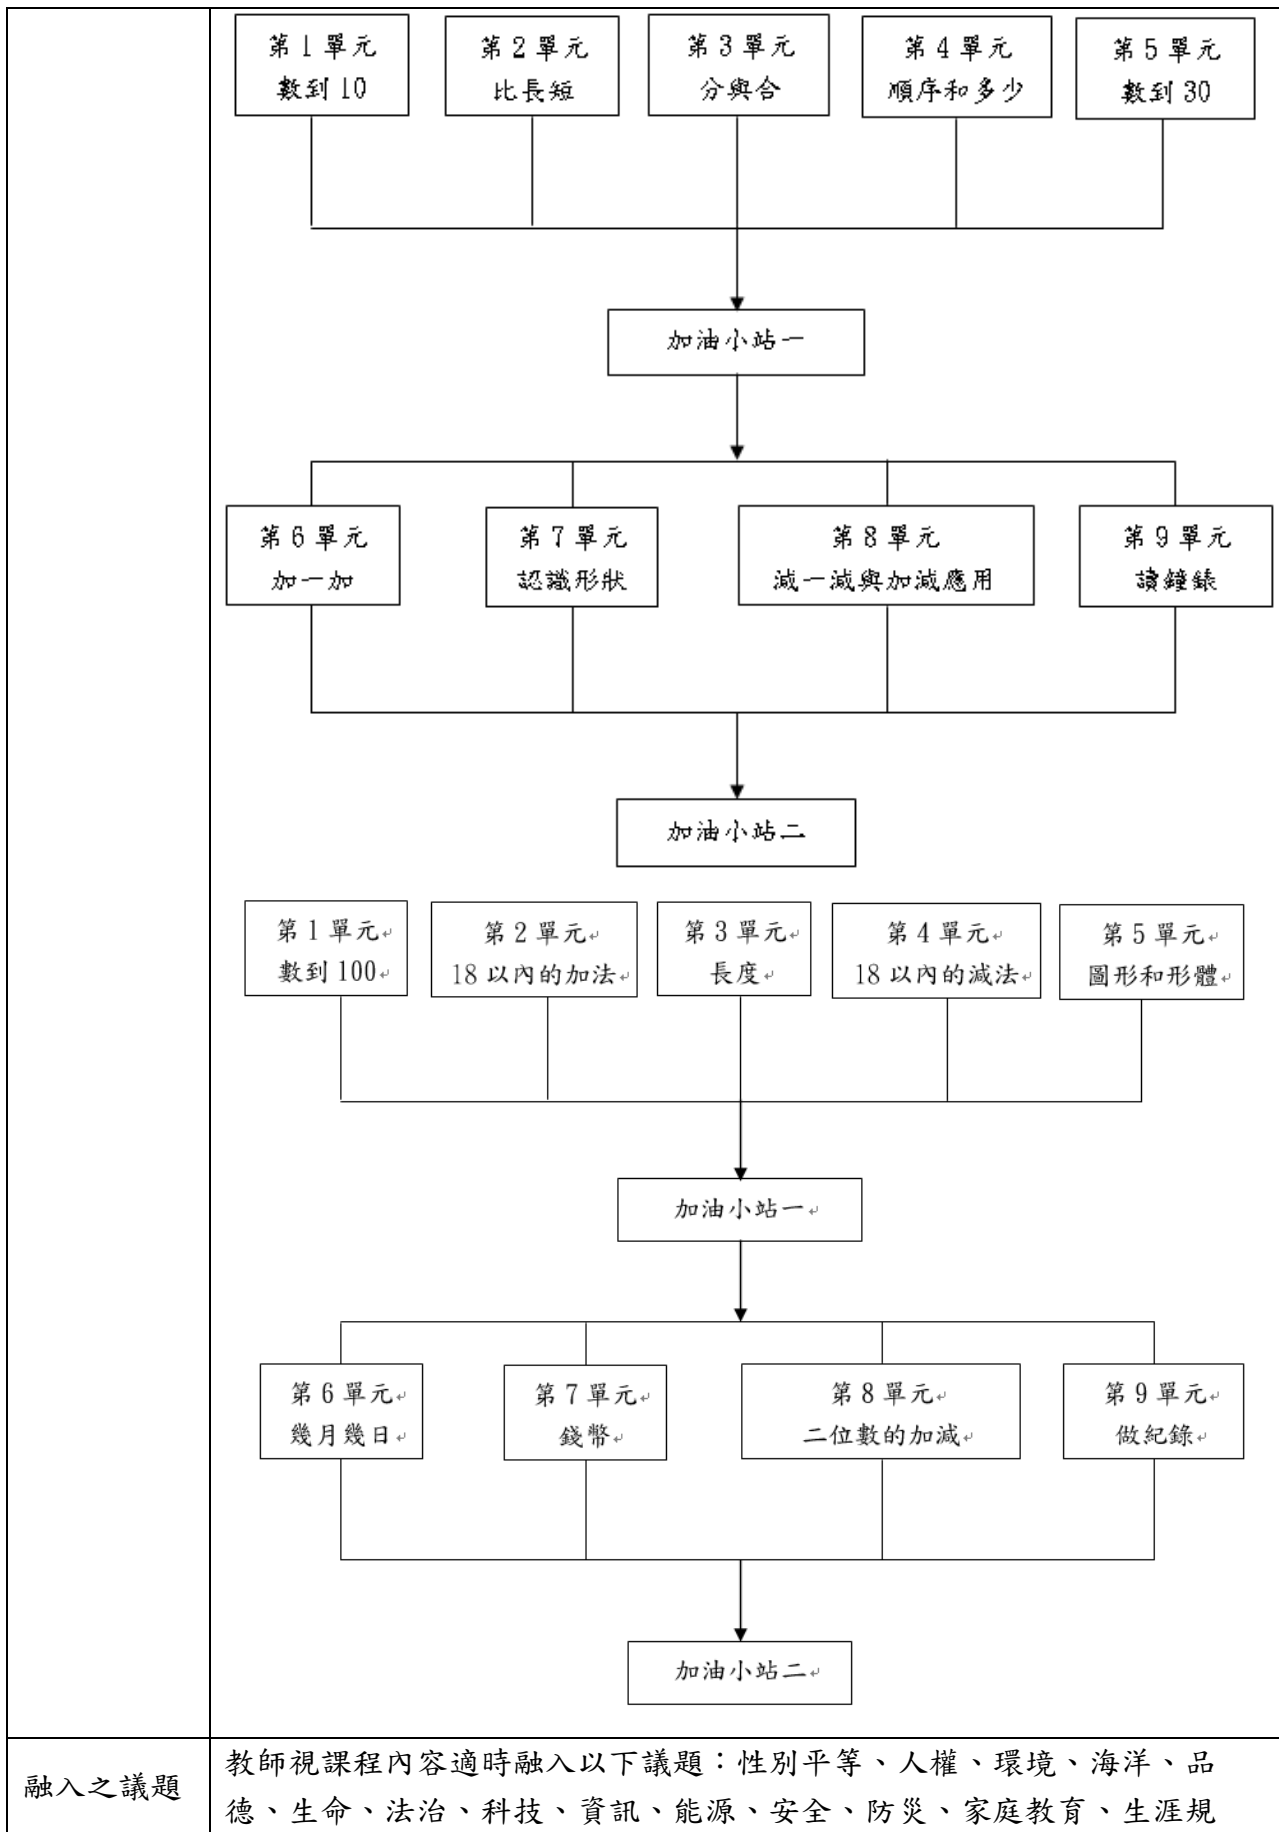 第 1 單元
數到 10
第 2 單元
比長短
第 3 單元
分與合
第 4 單元
順序和多少
第 5 單元
數到 30
加油小站一
第 6 單元
加一加
第 7 單元
認識形狀
第 8 單元
減一減與加減應用
第 9 單元
讀鐘錶
加油小站二
第 1 單元
數到 100
第 2 單元
18 以內的加法
第 3 單元
長度
第 4 單元
18 以內的減法
第 5 單元
圖形和形體
加油小站一
第 6 單元
幾月幾日
第 7 單元
錢幣
第 8 單元
二位數的加減
第 9 單元
做紀錄
加油小站二
融入之議題
教師視課程內容適時融入以下議題：性別平等、人權、環境、海洋、品
德、生命、法治、科技、資訊、能源、安全、防災、家庭教育、生涯規